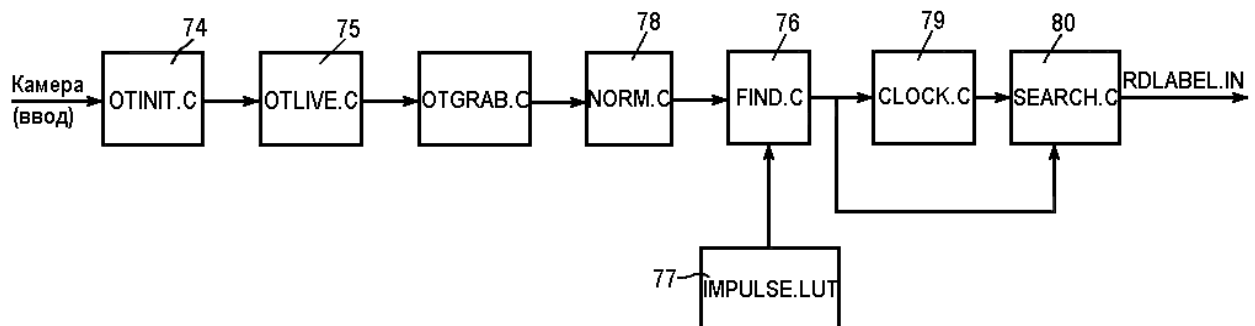 74
75
78
76
79
80
Камера
(ввод)
OTINIT.C
OTLIVE.C
OTGRAB.C
NORM.C
FIND.C
CLOCK.C
SEARCH.C
RDLABEL.IN
77
IMPULSE.LUT